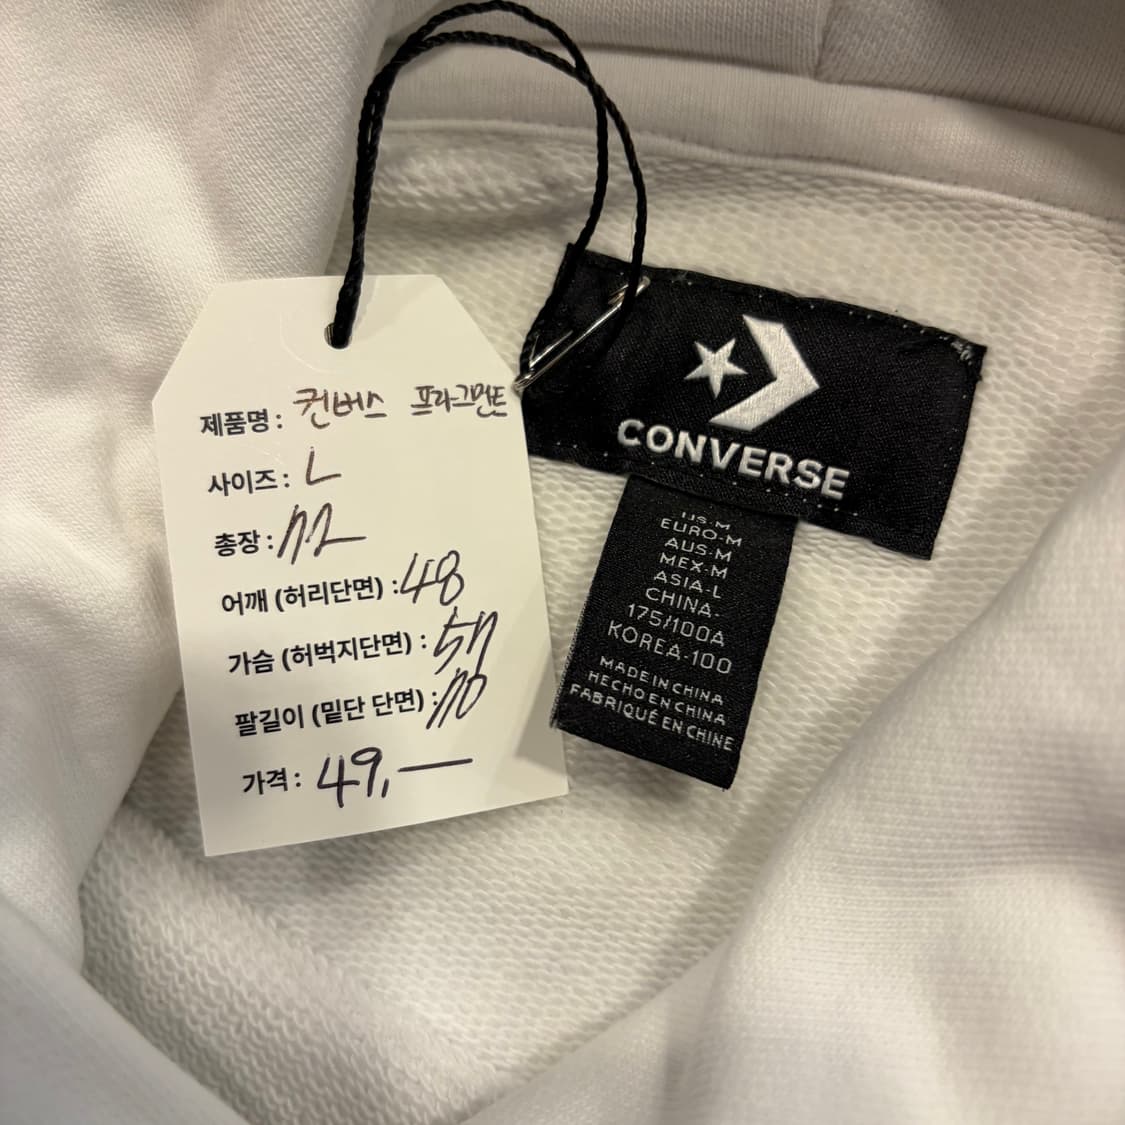 제품명: 컨버스 프라그먼트
사이즈: L
총장: 72
어깨 (허리단면) : 48
가슴 (허벅지단면) : 57
팔길이 (밑단 단면) : 70
가격: 49,—
CONVERSE
US-M
EURO-M
AUS-M
MEX-M
ASIA-L
CHINA-
175/100A
KOREA-100
MADE IN CHINA
HECHO EN CHINA
FABRIQUÉ EN CHINE